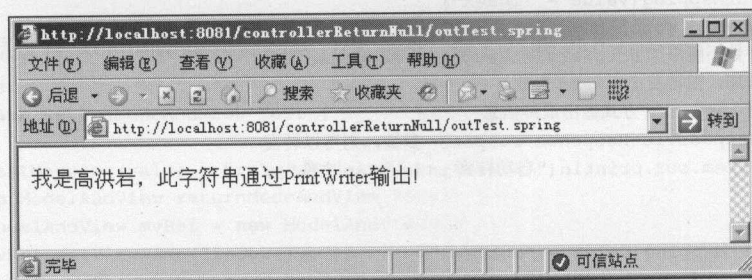 http://localhost:8081/controllerReturnNull/outTest.spring
文件(F) 编辑(E) 查看(V) 收藏(A) 工具(T) 帮助(H)
后退 搜索 收藏夹
地址(D) http://localhost:8081/controllerReturnNull/outTest.spring 转到
我是高洪岩，此字符串通过PrintWrite输出!
完毕 可信站点